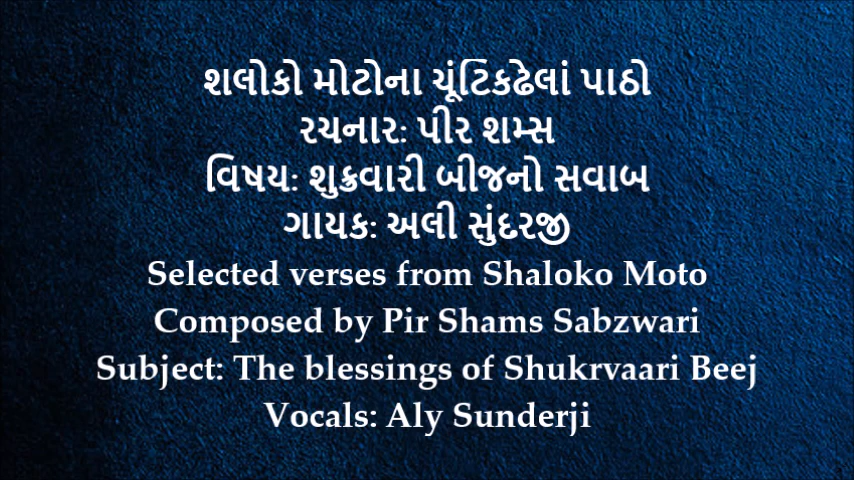 શલોકો મોટોના ચૂંટિકઢેલાં પાઠો
રચનાર: પીર શમ્સ
વિષય: શુક્રવારી બીજનો સવાબ
ગાયક: અલી સુંદરજી
Selected verses from Shaloko Moto
Composed by Pir Shams Sabzwari
Subject: The blessings of Shukrvaari Beej
Vocals: Aly Sunderji